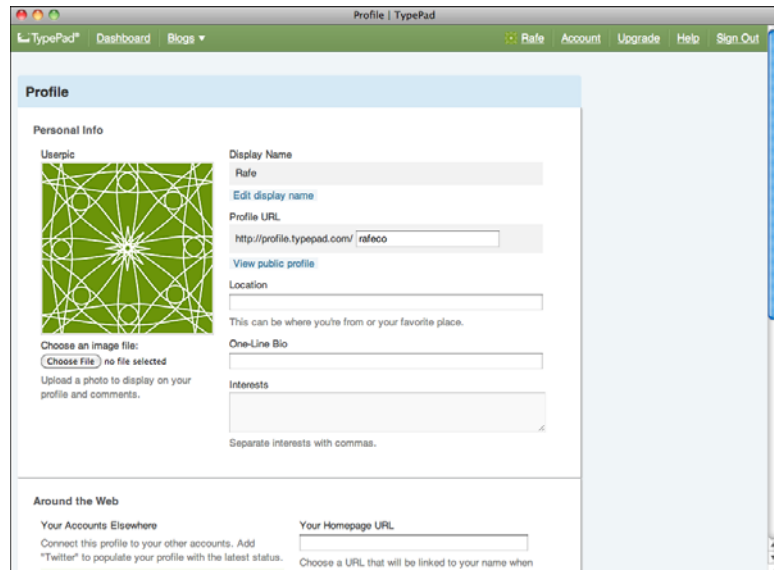 Profile | TypePad
TypePad® Dashboard Blogs ▾ Rafe Account Upgrade Help Sign Out
Profile
Personal Info
Userpic
Choose an image file:
Choose File no file selected
Upload a photo to display on your
profile and comments.
Display Name
Rafe
Edit display name
Profile URL
http://profile.typepad.com/ rafeco
View public profile
Location
This can be where you're from or your favorite place.
One-Line Bio
Interests
Separate interests with commas.
Around the Web
Your Accounts Elsewhere
Connect this profile to your other accounts. Add
"Twitter" to populate your profile with the latest status.
Your Homepage URL
Choose a URL that will be linked to your name when